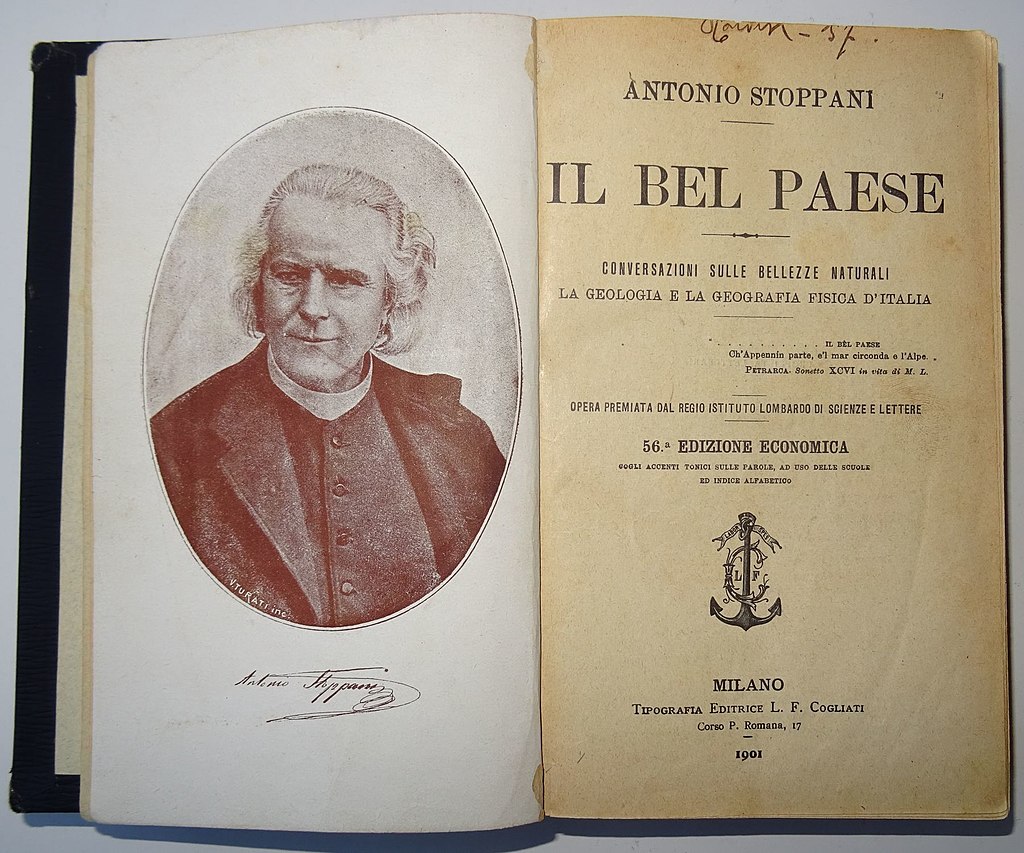 V. TURATI inc.
Antonio Stoppani
ANTONIO STOPPANI
IL BEL PAESE
CONVERSAZIONI SULLE BELLEZZE NATURALI
LA GEOLOGIA E LA GEOGRAFIA FISICA D'ITALIA
. . . . . . . . . . IL BÈL PAESE
Ch'Appennin parte, e'l mar circonda e l'Alpe.
PETRARCA. Sonetto XCVI in vita di M. L.
OPERA PREMIATA DAL REGIO ISTITUTO LOMBARDO DI SCIENZE E LETTERE
56.ª EDIZIONE ECONOMICA
COGLI ACCENTI TONICI SULLE PAROLE, AD USO DELLE SCUOLE
ED INDICE ALFABETICO
L F
MILANO
TIPOGRAFIA EDITRICE L. F. COGLIATI
Corso P. Romana, 17
1901